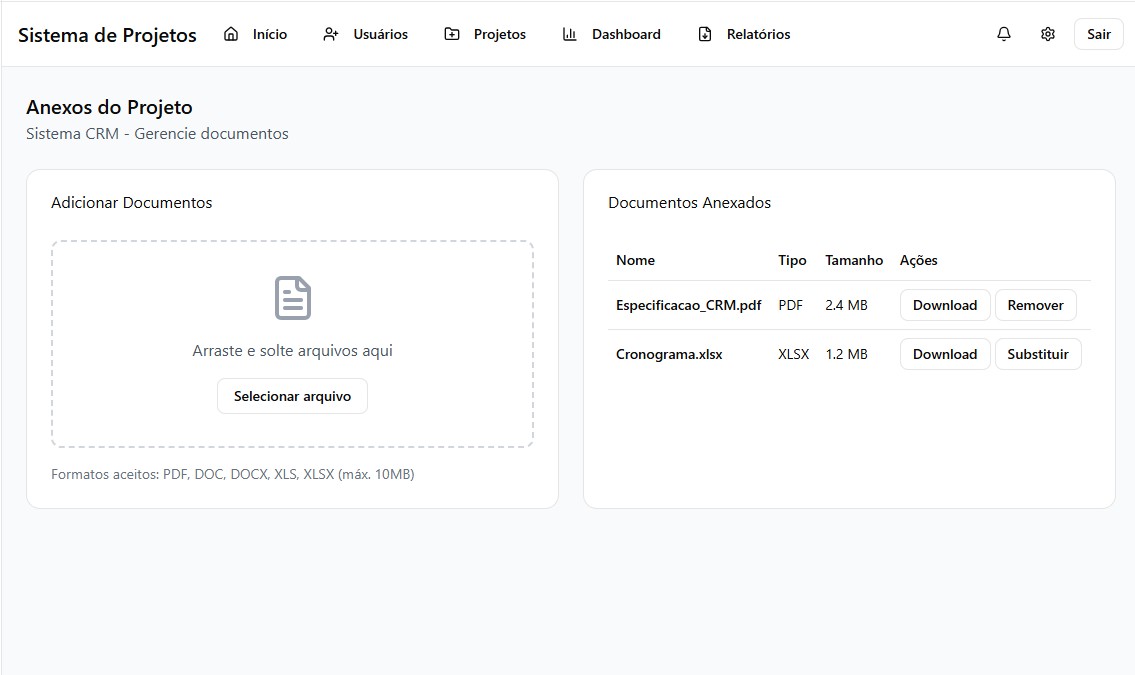 Sistema de Projetos Início Usuários Projetos Dashboard Relatórios Sair
Anexos do Projeto
Sistema CRM - Gerencie documentos
Adicionar Documentos
Arraste e solte arquivos aqui
Selecionar arquivo
Formatos aceitos: PDF, DOC, DOCX, XLS, XLSX (máx. 10MB)
Documentos Anexados
Nome Tipo Tamanho Ações
Especificacao_CRM.pdf PDF 2.4 MB Download Remover
Cronograma.xlsx XLSX 1.2 MB Download Substituir